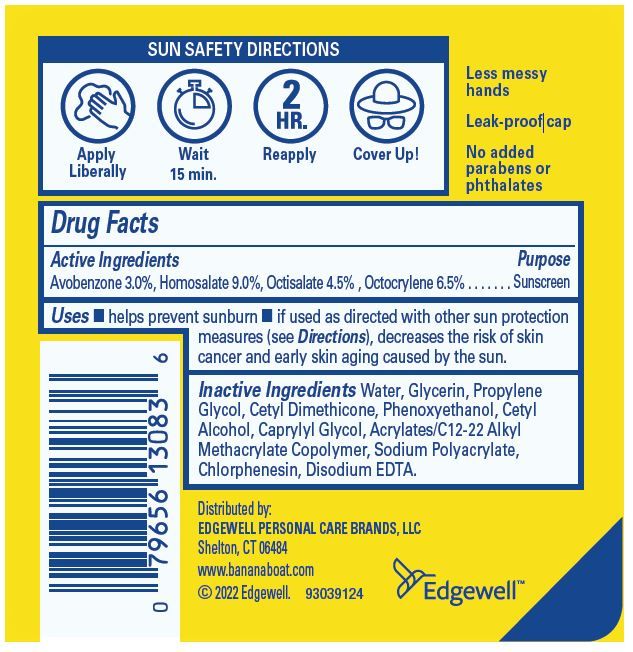 SUN SAFETY DIRECTIONS
Apply
Liberally
Wait
15 min.
2
HR.
Reapply
Cover Up!
Less messy
hands
Leak-proof cap
No added
parabens or
phthalates
Drug Facts
Active Ingredients Purpose
Avobenzone 3.0%, Homosalate 9.0%, Octisalate 4.5% , Octocrylene 6.5% . . . . . . . Sunscreen
Uses ■ helps prevent sunburn ■ if used as directed with other sun protection
measures (see Directions), decreases the risk of skin
cancer and early skin aging caused by the sun.
Inactive Ingredients Water, Glycerin, Propylene
Glycol, Cetyl Dimethicone, Phenoxyethanol, Cetyl
Alcohol, Caprylyl Glycol, Acrylates/C12-22 Alkyl
Methacrylate Copolymer, Sodium Polyacrylate,
Chlorphenesin, Disodium EDTA.
0 79656 13083 6
Distributed by:
EDGEWELL PERSONAL CARE BRANDS, LLC
Shelton, CT 06484
www.bananaboat.com
© 2022 Edgewell. 93039124
Edgewell™